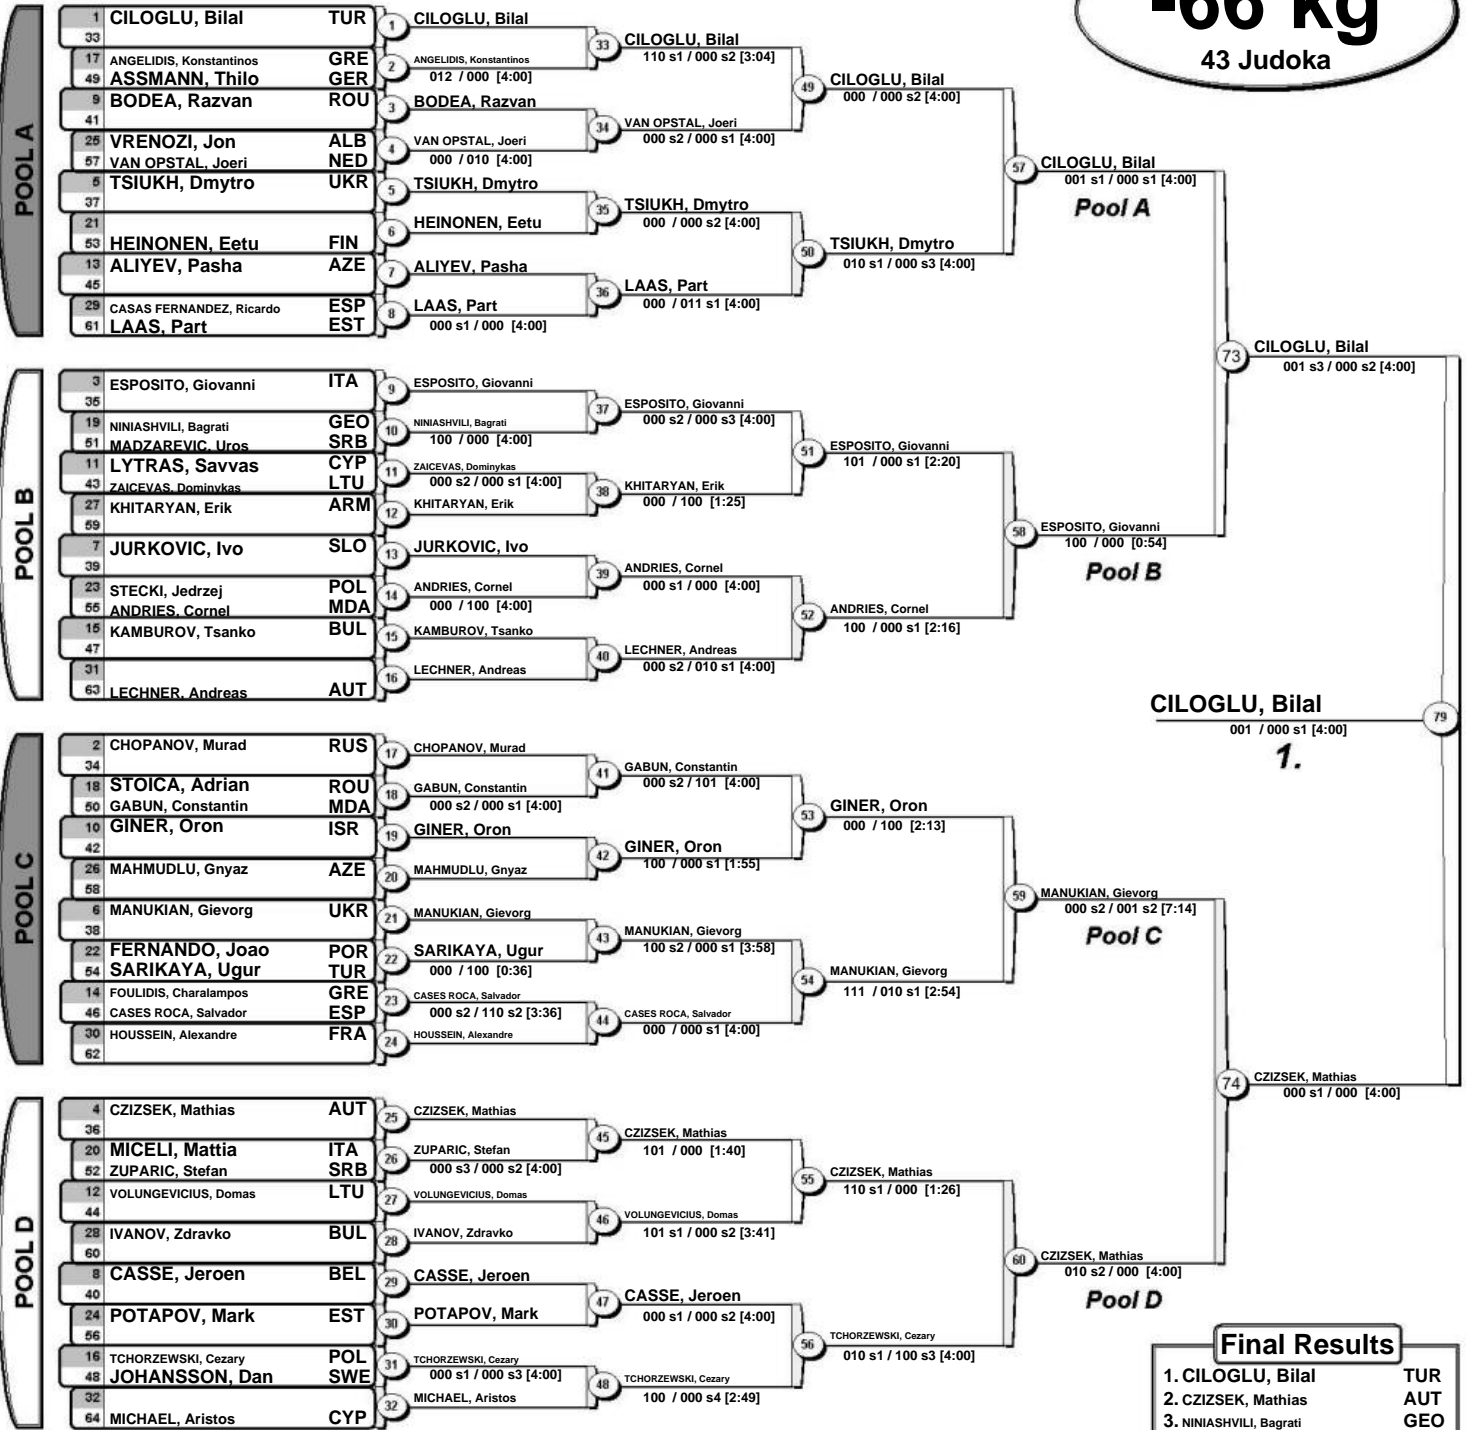 -66 kg
43 Judoka
POOL A
1 CILOGLU, Bilal TUR
33
17 ANGELIDIS, Konstantinos GRE
49 ASSMANN, Thilo GER
9 BODEA, Razvan ROU
41
25 VRENOZI, Jon ALB
57 VAN OPSTAL, Joeri NED
5 TSIUKH, Dmytro UKR
37
21
53 HEINONEN, Eetu FIN
13 ALIYEV, Pasha AZE
45
29 CASAS FERNANDEZ, Ricardo ESP
61 LAAS, Part EST
1 CILOGLU, Bilal
2 ANGELIDIS, Konstantinos
012 / 000 [4:00]
3 BODEA, Razvan
4 VAN OPSTAL, Joeri
000 / 010 [4:00]
5 TSIUKH, Dmytro
6 HEINONEN, Eetu
7 ALIYEV, Pasha
8 LAAS, Part
000 s1 / 000 [4:00]
33 CILOGLU, Bilal
110 s1 / 000 s2 [3:04]
34 VAN OPSTAL, Joeri
000 s2 / 000 s1 [4:00]
35 TSIUKH, Dmytro
000 / 000 s2 [4:00]
36 LAAS, Part
000 / 011 s1 [4:00]
49 CILOGLU, Bilal
000 / 000 s2 [4:00]
50 TSIUKH, Dmytro
010 s1 / 000 s3 [4:00]
57 CILOGLU, Bilal
001 s1 / 000 s1 [4:00]
Pool A
POOL B
3 ESPOSITO, Giovanni ITA
35
19 NINIASHVILI, Bagrati GEO
51 MADZAREVIC, Uros SRB
11 LYTRAS, Savvas CYP
43 ZAICEVAS, Dominykas LTU
27 KHITARYAN, Erik ARM
59
7 JURKOVIC, Ivo SLO
39
23 STECKI, Jedrzej POL
55 ANDRIES, Cornel MDA
15 KAMBUROV, Tsanko BUL
47
31
63 LECHNER, Andreas AUT
9 ESPOSITO, Giovanni
10 NINIASHVILI, Bagrati
100 / 000 [4:00]
11 ZAICEVAS, Dominykas
000 s2 / 000 s1 [4:00]
12 KHITARYAN, Erik
13 JURKOVIC, Ivo
14 ANDRIES, Cornel
000 / 100 [4:00]
15 KAMBUROV, Tsanko
16 LECHNER, Andreas
37 ESPOSITO, Giovanni
000 s2 / 000 s3 [4:00]
38 KHITARYAN, Erik
000 / 100 [1:25]
39 ANDRIES, Cornel
000 s1 / 000 [4:00]
40 LECHNER, Andreas
000 s2 / 010 s1 [4:00]
51 ESPOSITO, Giovanni
101 / 000 s1 [2:20]
52 ANDRIES, Cornel
100 / 000 s1 [2:16]
58 ESPOSITO, Giovanni
100 / 000 [0:54]
Pool B
73 CILOGLU, Bilal
001 s3 / 000 s2 [4:00]
CILOGLU, Bilal 79
001 / 000 s1 [4:00]
1.
POOL C
2 CHOPANOV, Murad RUS
34
18 STOICA, Adrian ROU
50 GABUN, Constantin MDA
10 GINER, Oron ISR
42
26 MAHMUDLU, Gnyaz AZE
58
6 MANUKIAN, Gievorg UKR
38
22 FERNANDO, Joao POR
54 SARIKAYA, Ugur TUR
14 FOULIDIS, Charalampos GRE
46 CASES ROCA, Salvador ESP
30 HOUSSEIN, Alexandre FRA
62
17 CHOPANOV, Murad
18 GABUN, Constantin
000 s2 / 000 s1 [4:00]
19 GINER, Oron
20 MAHMUDLU, Gnyaz
21 MANUKIAN, Gievorg
22 SARIKAYA, Ugur
000 / 100 [0:36]
23 CASES ROCA, Salvador
000 s2 / 110 s2 [3:36]
24 HOUSSEIN, Alexandre
41 GABUN, Constantin
000 s2 / 101 [4:00]
42 GINER, Oron
100 / 000 s1 [1:55]
43 MANUKIAN, Gievorg
100 s2 / 000 s1 [3:58]
44 CASES ROCA, Salvador
000 / 000 s1 [4:00]
53 GINER, Oron
000 / 100 [2:13]
54 MANUKIAN, Gievorg
111 / 010 s1 [2:54]
59 MANUKIAN, Gievorg
000 s2 / 001 s2 [7:14]
Pool C
74 CZIZSEK, Mathias
000 s1 / 000 [4:00]
POOL D
4 CZIZSEK, Mathias AUT
36
20 MICELI, Mattia ITA
52 ZUPARIC, Stefan SRB
12 VOLUNGEVICIUS, Domas LTU
44
28 IVANOV, Zdravko BUL
60
8 CASSE, Jeroen BEL
40
24 POTAPOV, Mark EST
56
16 TCHORZEWSKI, Cezary POL
48 JOHANSSON, Dan SWE
32
64 MICHAEL, Aristos CYP
25 CZIZSEK, Mathias
26 ZUPARIC, Stefan
000 s3 / 000 s2 [4:00]
27 VOLUNGEVICIUS, Domas
28 IVANOV, Zdravko
29 CASSE, Jeroen
30 POTAPOV, Mark
31 TCHORZEWSKI, Cezary
000 s1 / 000 s3 [4:00]
32 MICHAEL, Aristos
45 CZIZSEK, Mathias
101 / 000 [1:40]
46 VOLUNGEVICIUS, Domas
101 s1 / 000 s2 [3:41]
47 CASSE, Jeroen
000 s1 / 000 s2 [4:00]
48 TCHORZEWSKI, Cezary
100 / 000 s4 [2:49]
55 CZIZSEK, Mathias
110 s1 / 000 [1:26]
56 TCHORZEWSKI, Cezary
010 s1 / 100 s3 [4:00]
60 CZIZSEK, Mathias
010 s2 / 000 [4:00]
Pool D
Final Results
1. CILOGLU, Bilal TUR
2. CZIZSEK, Mathias AUT
3. NINIASHVILI, Bagrati GEO